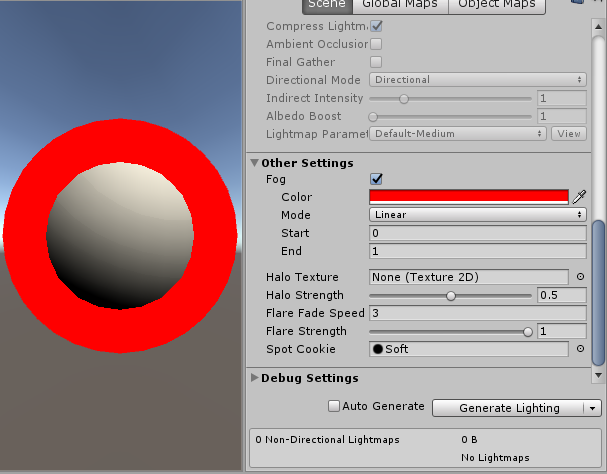 Scene Global Maps Object Maps
Compress Lightm
Ambient Occlusion
Final Gather
Directional Mode Directional
Indirect Intensity 1
Albedo Boost 1
Lightmap Paramet Default-Medium View
Other Settings
Fog
Color
Mode Linear
Start 0
End 1
Halo Texture None (Texture 2D)
Halo Strength 0.5
Flare Fade Speed 3
Flare Strength 1
Spot Cookie Soft
Debug Settings
Auto Generate Generate Lighting
0 Non-Directional Lightmaps 0 B
No Lightmaps